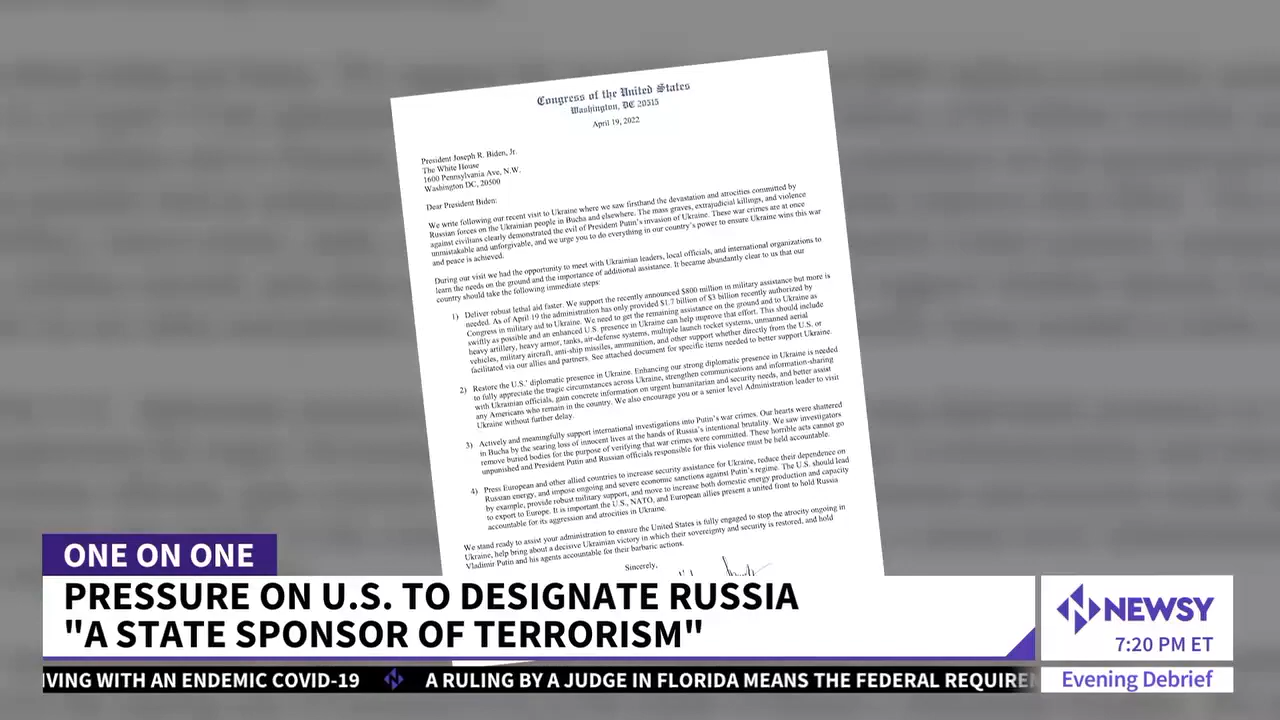 Congress of the United States
Washington, DC 20515
April 19, 2022
President Joseph R. Biden, Jr.
The White House
1600 Pennsylvania Ave, N.W.
Washington DC, 20500
Dear President Biden:
We write following our recent visit to Ukraine where we saw firsthand the devastation and atrocities committed by
Russian forces on the Ukrainian people in Bucha and elsewhere. The mass graves, extrajudicial killings, and violence
against civilians clearly demonstrated the evil of President Putin's invasion of Ukraine. These war crimes are at once
unmistakable and unforgivable, and we urge you to do everything in our country's power to ensure Ukraine wins this war
and peace is achieved.
During our visit we had the opportunity to meet with Ukrainian leaders, local officials, and international organizations to
learn the needs on the ground and the importance of additional assistance. It became abundantly clear to us that our
country should take the following immediate steps:
1) Deliver robust lethal aid faster. We support the recently announced $800 million in military assistance but more is
needed. As of April 19 the administration has only provided $1.7 billion of $3 billion recently authorized by
Congress in military aid to Ukraine. We need to get the remaining assistance on the ground and to Ukraine as
swiftly as possible and an enhanced U.S. presence in Ukraine can help improve that effort. This should include
heavy artillery, heavy armor, tanks, air-defense systems, multiple launch rocket systems, unmanned aerial
vehicles, military aircraft, anti-ship missiles, ammunition, and other support whether directly from the U.S. or
facilitated via our allies and partners. See attached document for specific items needed to better support Ukraine.
2) Restore the U.S.' diplomatic presence in Ukraine. Enhancing our strong diplomatic presence in Ukraine is needed
to fully appreciate the tragic circumstances across Ukraine, strengthen communications and information-sharing
with Ukrainian officials, gain concrete information on urgent humanitarian and security needs, and better assist
any Americans who remain in the country. We also encourage you or a senior level Administration leader to visit
Ukraine without further delay.
3) Actively and meaningfully support international investigations into Putin's war crimes. Our hearts were shattered
in Bucha by the searing loss of innocent lives at the hands of Russia's intentional brutality. We saw investigators
remove buried bodies for the purpose of verifying that war crimes were committed. These horrible acts cannot go
unpunished and President Putin and Russian officials responsible for this violence must be held accountable.
4) Press European and other allied countries to increase security assistance for Ukraine, reduce their dependence on
Russian energy, and impose ongoing and severe economic sanctions against Putin's regime. The U.S. should lead
by example, provide robust military support, and move to increase both domestic energy production and capacity
to export to Europe. It is important the U.S., NATO, and European allies present a united front to hold Russia
accountable for its aggression and atrocities in Ukraine.
We stand ready to assist your administration to ensure the United States is fully engaged to stop the atrocity ongoing in
Ukraine, help bring about a decisive Ukrainian victory in which their sovereignty and security is restored, and hold
Vladimir Putin and his agents accountable for their barbaric actions.
Sincerely,
ONE ON ONE
PRESSURE ON U.S. TO DESIGNATE RUSSIA
"A STATE SPONSOR OF TERRORISM"
NEWSY
7:20 PM ET
IVING WITH AN ENDEMIC COVID-19 A RULING BY A JUDGE IN FLORIDA MEANS THE FEDERAL REQUIREM
Evening Debrief